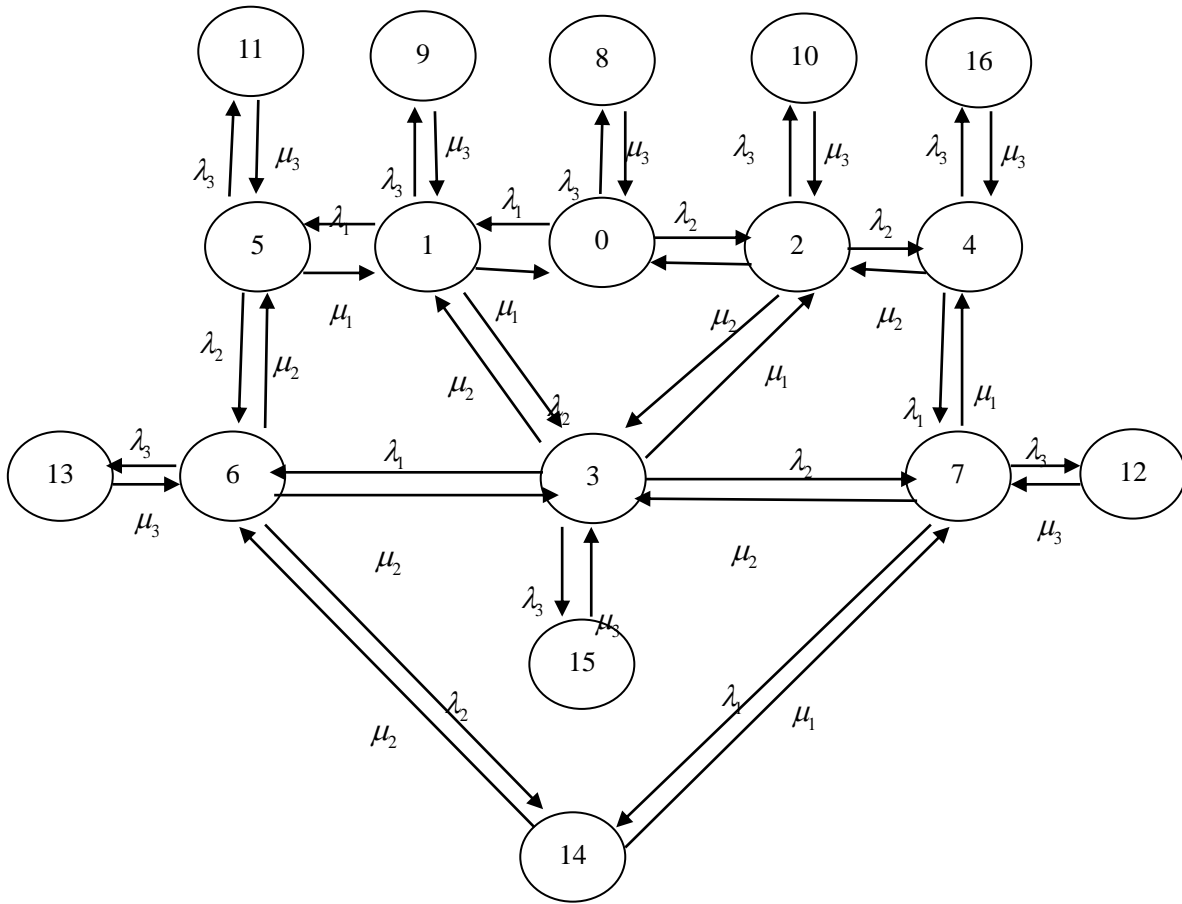 11 9 8 10 16
λ₃ μ₃ λ₃ μ₃ λ₃ μ₃ λ₃ μ₃ λ₃ μ₃
5 λ₁ 1 λ₁ 0 λ₂ 2 λ₂ 4
μ₁ μ₁ μ₂ μ₂
λ₂ μ₂ μ₂ λ₂ μ₁ λ₁ μ₁
13 λ₃ 6 λ₁ 3 λ₂ 7 λ₃ 12
μ₃ μ₂ μ₂ μ₃
λ₃ μ₃
15
λ₂ λ₁
μ₂ μ₁
14